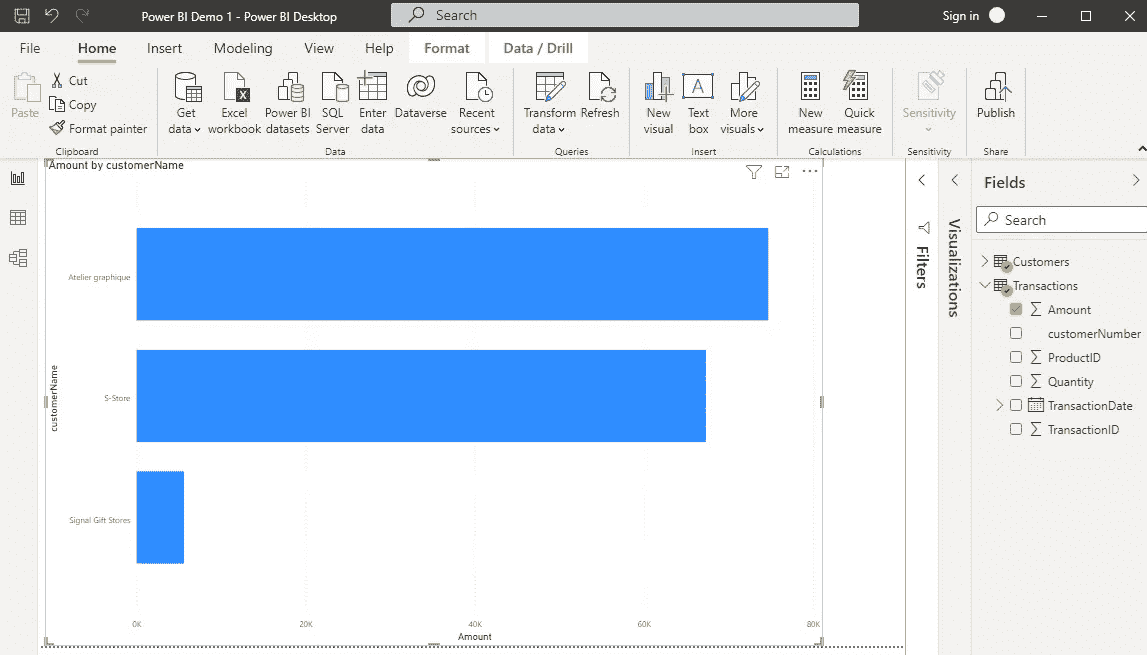 Power BI Demo 1 - Power BI Desktop
Search
Sign in
File Home Insert Modeling View Help Format Data / Drill
Paste
Cut
Copy
Format painter
Clipboard
Get data
Excel workbook
Power BI datasets
SQL Server
Enter data
Dataverse
Recent sources
Data
Transform data
Refresh
Queries
New visual
Text box
More visuals
Insert
New measure
Quick measure
Calculations
Sensitivity
Sensitivity
Publish
Share
Amount by customerName
customerName
Atelier graphique
S-Store
Signal Gift Stores
0K 20K 40K 60K 80K
Amount
Filters
Visualizations
Fields
Search
Customers
Transactions
Amount
customerNumber
ProductID
Quantity
TransactionDate
TransactionID